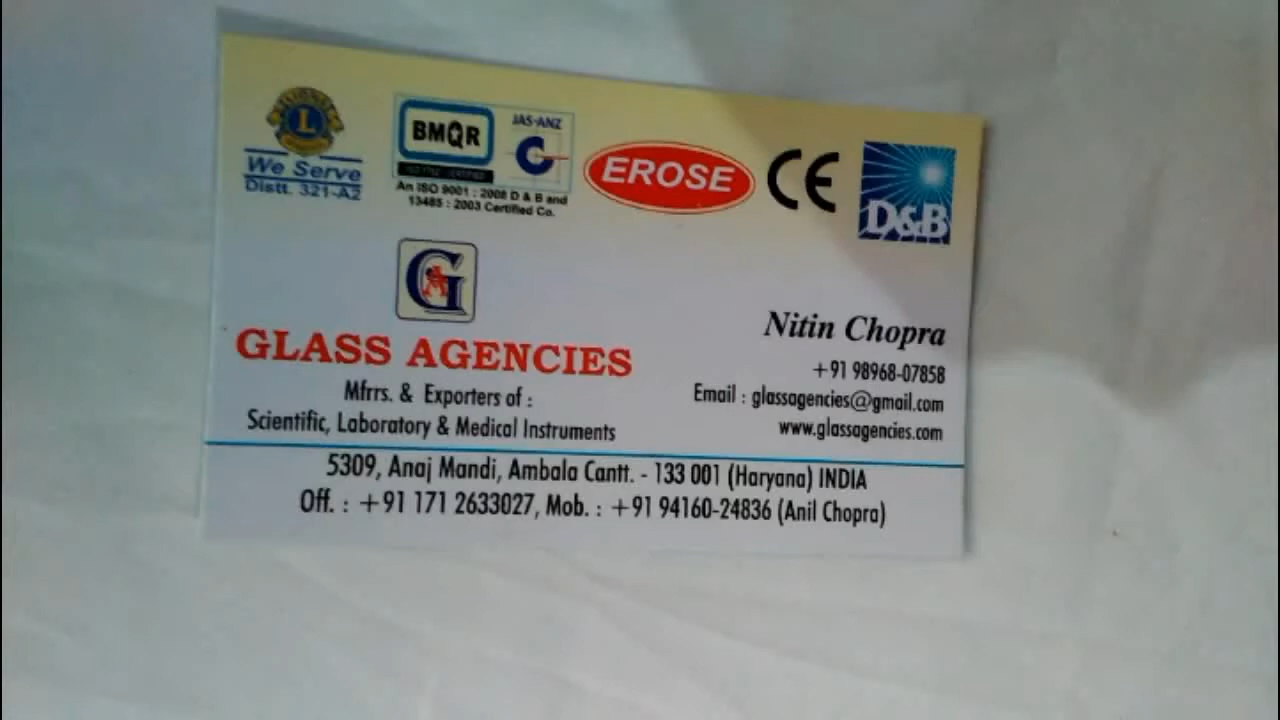 L
We Serve
Distt. 321-A2
BMQR
JAS-ANZ
An ISO 9001 : 2008 D & B and
13485 : 2003 Certified Co.
EROSE
CE
D&B
GA
GLASS AGENCIES
Mfrrs. & Exporters of :
Scientific, Laboratory & Medical Instruments
Nitin Chopra
+91 98968-07858
Email : glassagencies@gmail.com
www.glassagencies.com
5309, Anaj Mandi, Ambala Cantt. - 133 001 (Haryana) INDIA
Off. : +91 171 2633027, Mob. : +91 94160-24836 (Anil Chopra)